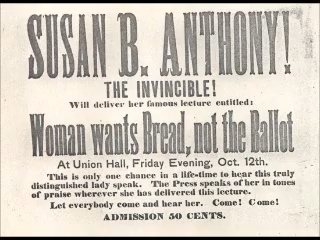 SUSAN B. ANTHONY!
THE INVINCIBLE!
Will deliver her famous lecture entitled:
Woman wants Bread, not the Ballot
At Union Hall, Friday Evening, Oct. 12th.
This is only one chance in a life-time to hear this truly
distinguished lady speak. The Press speaks of her in tones
of praise wherever she has delivered this lecture.
Let everybody come and hear her. Come! Come!
ADMISSION 50 CENTS.